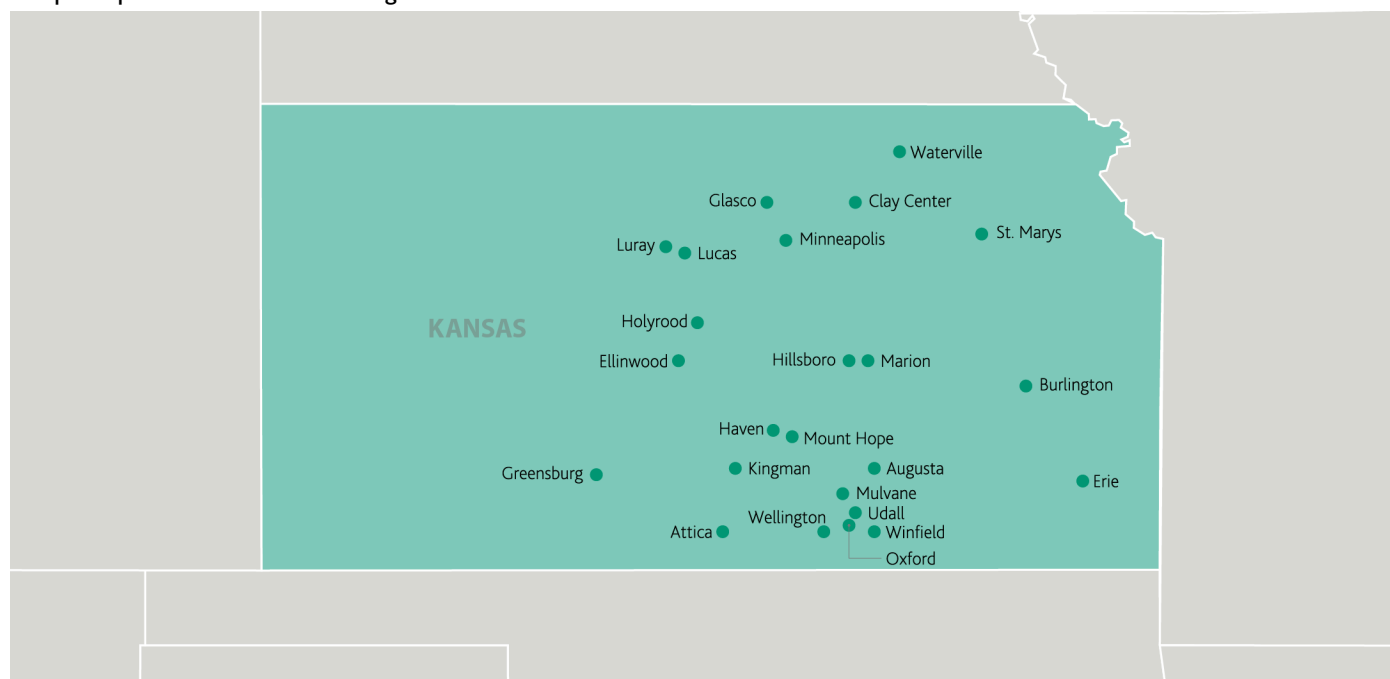 Waterville
Glasco
Clay Center
St. Marys
Minneapolis
Luray
Lucas
Holyrood
KANSAS
Ellinwood
Hillsboro
Marion
Burlington
Haven
Mount Hope
Kingman
Augusta
Greensburg
Erie
Mulvane
Udall
Wellington
Attica
Winfield
Oxford